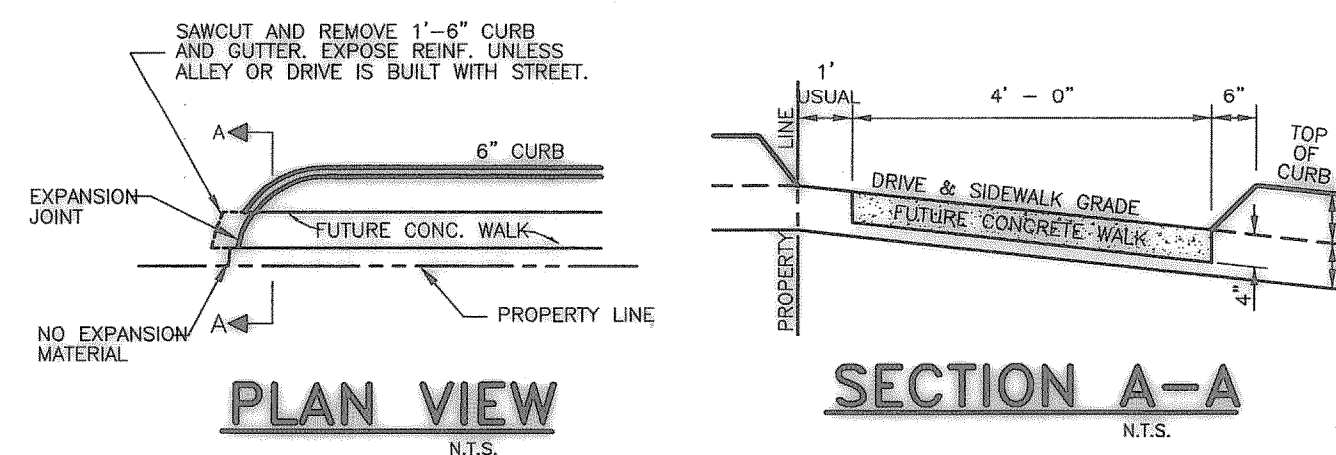 SAWCUT AND REMOVE 1'-6" CURB
AND GUTTER. EXPOSE REINF. UNLESS
ALLEY OR DRIVE IS BUILT WITH STREET.
A
6" CURB
EXPANSION
JOINT
FUTURE CONC. WALK
A
PROPERTY LINE
NO EXPANSION
MATERIAL
PLAN VIEW
N.T.S.
1'
USUAL
4' - 0"
6"
TOP
OF
CURB
LINE
DRIVE & SIDEWALK GRADE
FUTURE CONCRETE WALK
PROPERTY
4"
SECTION A-A
N.T.S.